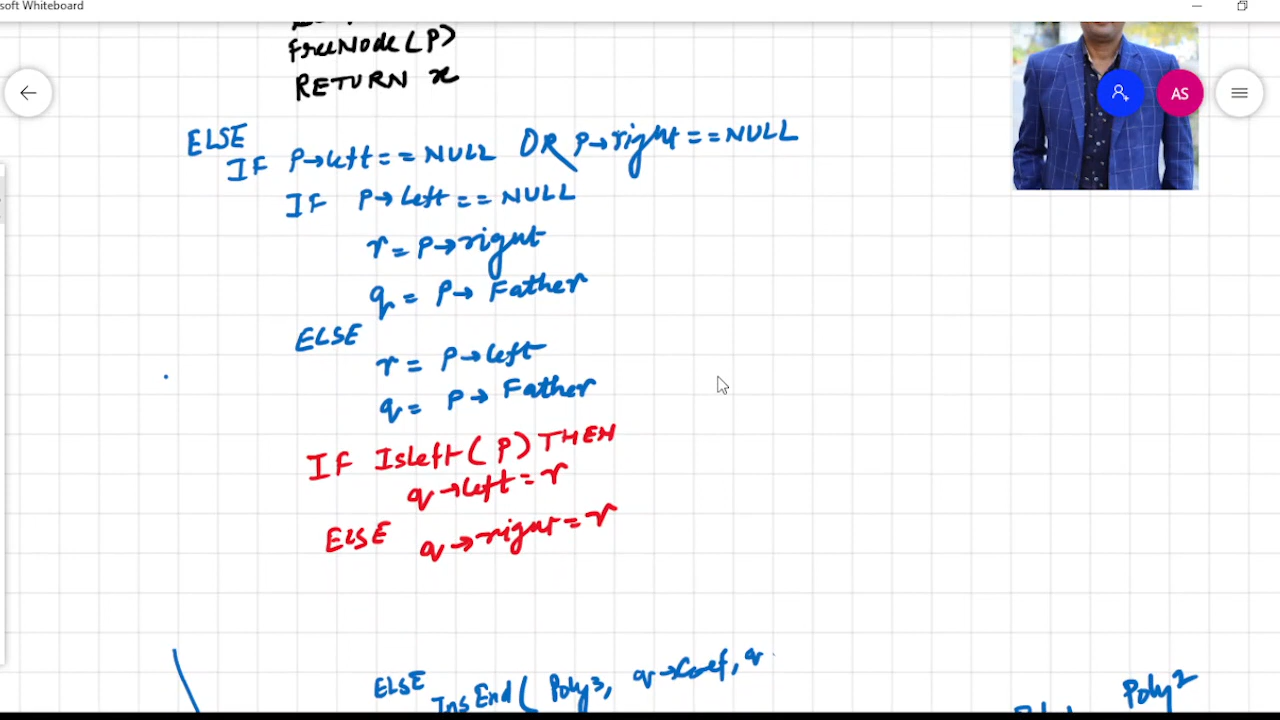 soft Whiteboard
FreeNode(P)
RETURN x
AS
ELSE
IF P→left == NULL OR P→right == NULL
IF P→left == NULL
r = P→right
q = P→ Father
ELSE
r = P→left
q = P→ Father
IF IsLeft(P) THEN
q→left = r
ELSE q→right = r
ELSE
InsEnd( Poly3, q→Coef, q
Poly2